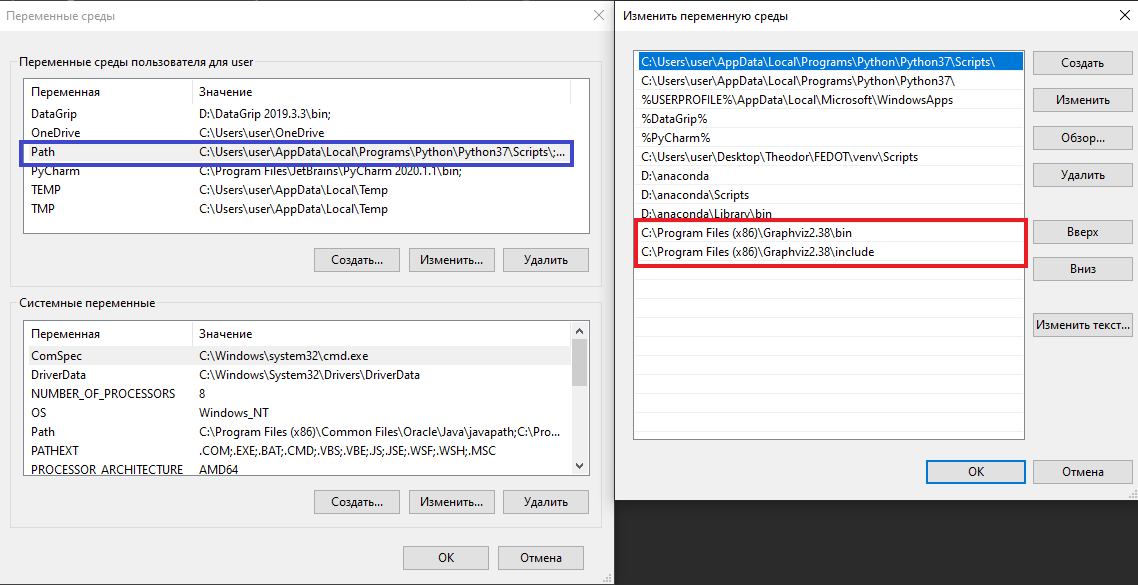 Переменные среды
Переменные среды пользователя для user
Переменная Значение
DataGrip D:\DataGrip 2019.3.3\bin;
OneDrive C:\Users\user\OneDrive
Path C:\Users\user\AppData\Local\Programs\Python\Python37\Scripts\;...
PyCharm C:\Program Files\JetBrains\PyCharm 2020.1.1\bin;
TEMP C:\Users\user\AppData\Local\Temp
TMP C:\Users\user\AppData\Local\Temp
Создать... Изменить... Удалить
Системные переменные
Переменная Значение
ComSpec C:\Windows\system32\cmd.exe
DriverData C:\Windows\System32\Drivers\DriverData
NUMBER_OF_PROCESSORS 8
OS Windows_NT
Path C:\Program Files (x86)\Common Files\Oracle\Java\javapath;C:\Pro...
PATHEXT .COM;.EXE;.BAT;.CMD;.VBS;.VBE;.JS;.JSE;.WSF;.WSH;.MSC
PROCESSOR_ARCHITECTURE AMD64
Создать... Изменить... Удалить
ОК Отмена
Изменить переменную среды
C:\Users\user\AppData\Local\Programs\Python\Python37\Scripts\
C:\Users\user\AppData\Local\Programs\Python\Python37\
%USERPROFILE%\AppData\Local\Microsoft\WindowsApps
%DataGrip%
%PyCharm%
C:\Users\user\Desktop\Theodor\FEDOT\venv\Scripts
D:\anaconda
D:\anaconda\Scripts
D:\anaconda\Library\bin
C:\Program Files (x86)\Graphviz2.38\bin
C:\Program Files (x86)\Graphviz2.38\include
Создать
Изменить
Обзор...
Удалить
Вверх
Вниз
Изменить текст...
ОК Отмена